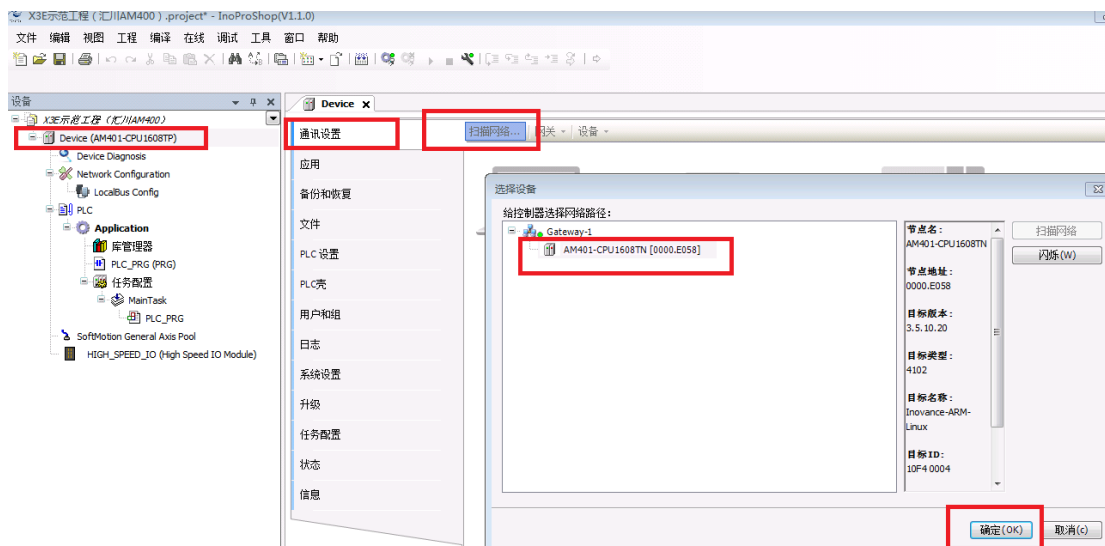 X3E示范工程(汇川AM400).project* - InoProShop(V1.1.0)
文件 编辑 视图 工程 编译 在线 调试 工具 窗口 帮助
设备
X3E示范工程(汇川AM400)
Device (AM401-CPU1608TP)
Device Diagnosis
Network Configuration
LocalBus Config
PLC
Application
库管理器
PLC_PRG (PRG)
任务配置
MainTask
PLC_PRG
SoftMotion General Axis Pool
HIGH_SPEED_IO (High Speed IO Module)
Device
通讯设置
应用
备份和恢复
文件
PLC 设置
PLC壳
用户和组
日志
系统设置
升级
任务配置
状态
信息
扫描网络... 网关 设备
选择设备
给控制器选择网络路径:
Gateway-1
AM401-CPU1608TN [0000.E058]
节点名:
AM401-CPU1608TN
节点地址:
0000.E058
目标版本:
3.5.10.20
目标类型:
4102
目标名称:
Inovance-ARM-
Linux
目标ID:
10F4 0004
扫描网络
闪烁(W)
确定(OK) 取消(c)